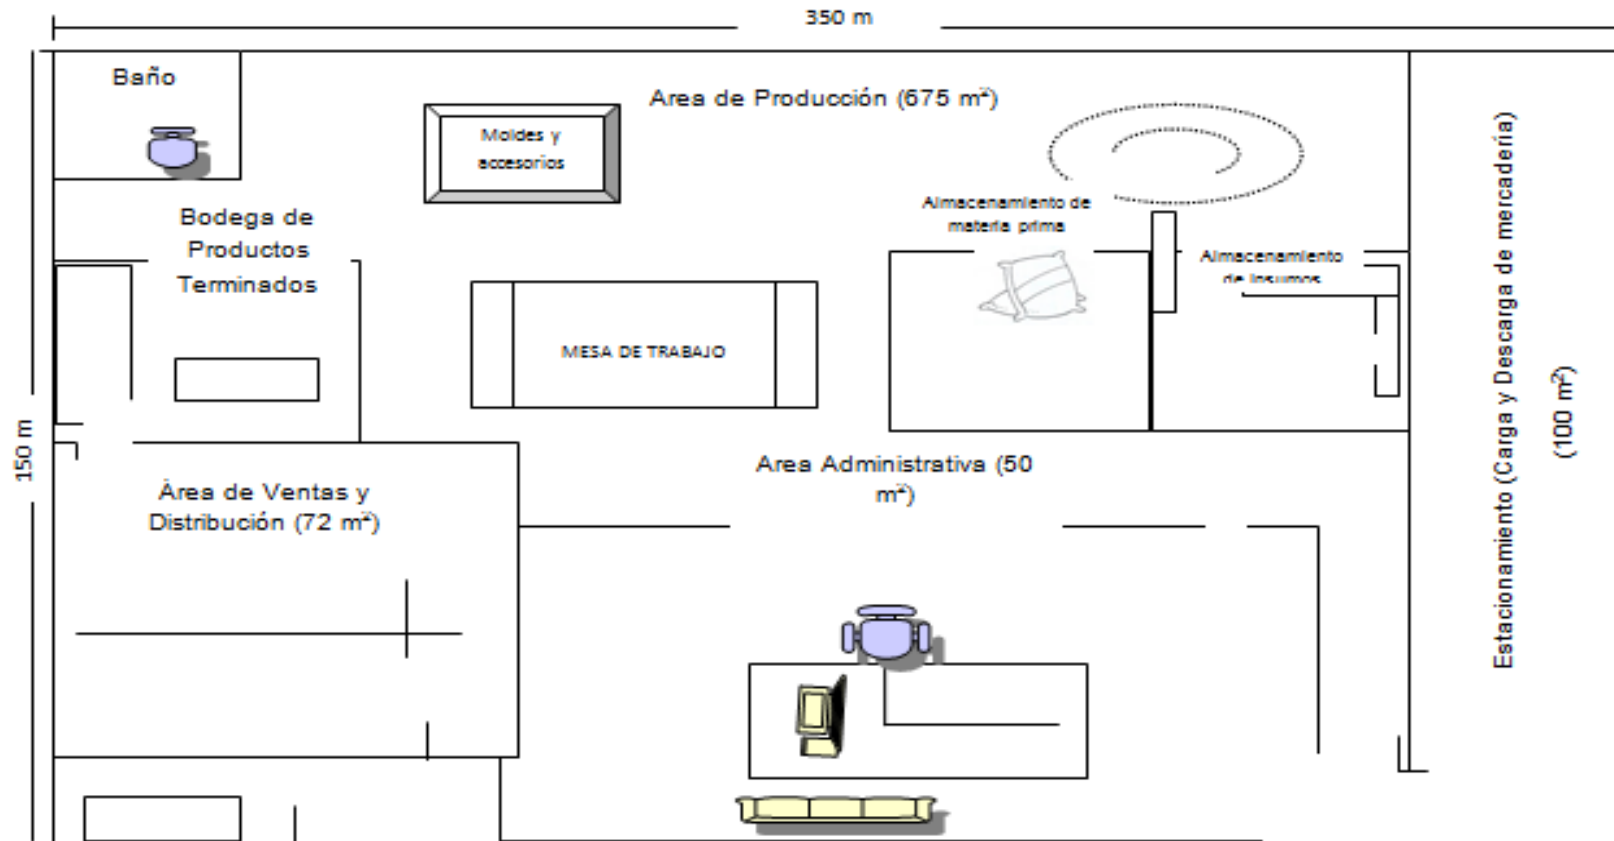 350 m
Baño
Area de Producción (675 m²)
Moldes y
accesorios
Almacenamiento de
materia prima
Almacenamiento
de insumos
Bodega de
Productos
Terminados
MESA DE TRABAJO
150 m
Area Administrativa (50
m²)
Área de Ventas y
Distribución (72 m²)
Estacionamiento (Carga y Descarga de mercadería)
(100 m²)